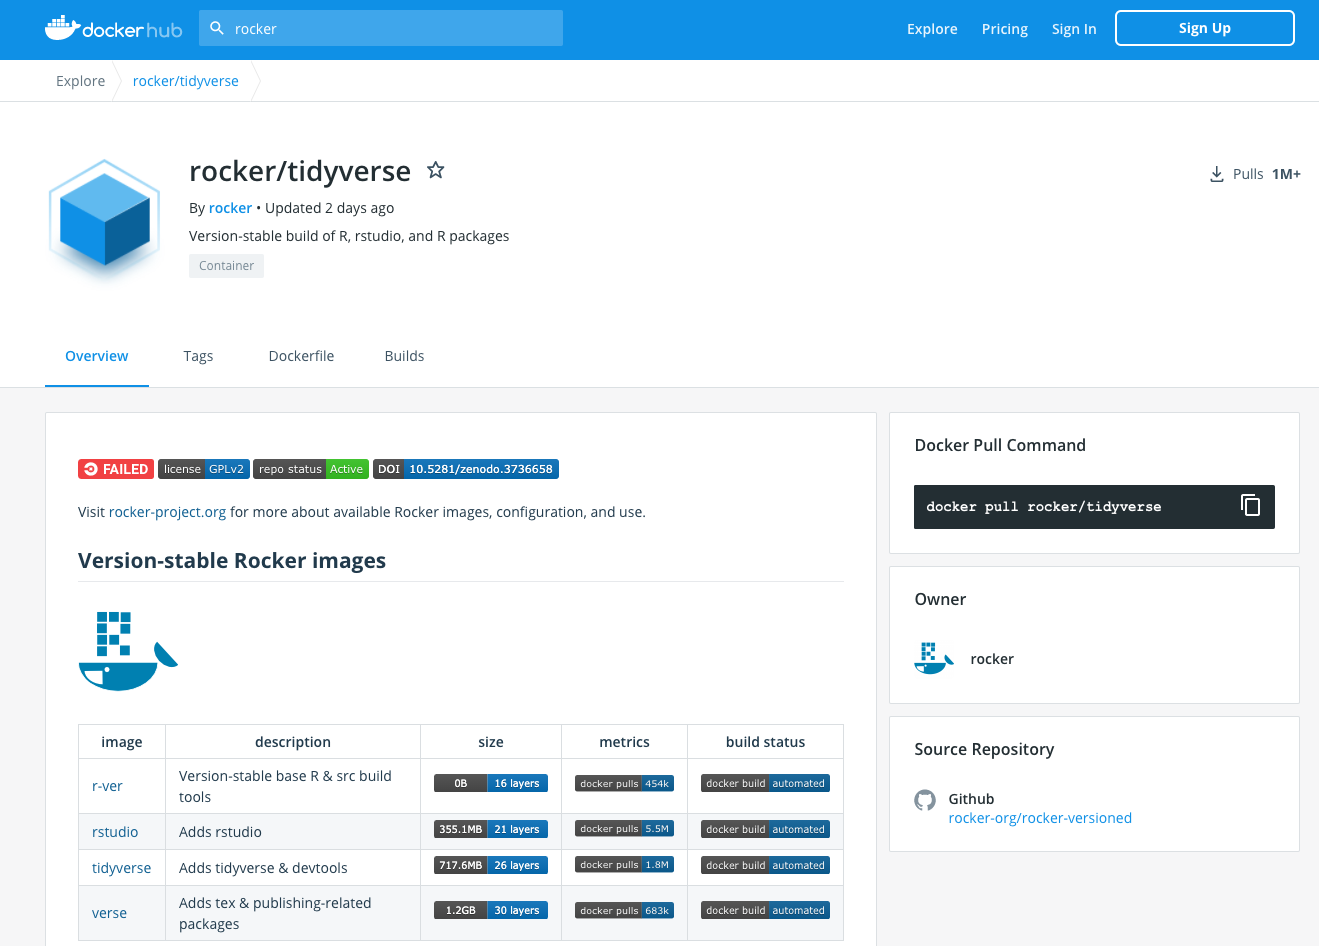 docker hub
rocker
Explore
Pricing
Sign In
Sign Up
Explore
rocker/tidyverse
rocker/tidyverse
Pulls 1M+
By rocker • Updated 2 days ago
Version-stable build of R, rstudio, and R packages
Container
Overview
Tags
Dockerfile
Builds
FAILED license GPLv2 repo status Active DOI 10.5281/zenodo.3736658
Visit rocker-project.org for more about available Rocker images, configuration, and use.
Version-stable Rocker images
R
image description size metrics build status
r-ver Version-stable base R & src build
tools 0B 16 layers docker pulls 454k docker build automated
rstudio Adds rstudio 355.1MB 21 layers docker pulls 5.5M docker build automated
tidyverse Adds tidyverse & devtools 717.6MB 26 layers docker pulls 1.8M docker build automated
verse Adds tex & publishing-related
packages 1.2GB 30 layers docker pulls 683k docker build automated
Docker Pull Command
docker pull rocker/tidyverse
Owner
R
rocker
Source Repository
Github
rocker-org/rocker-versioned